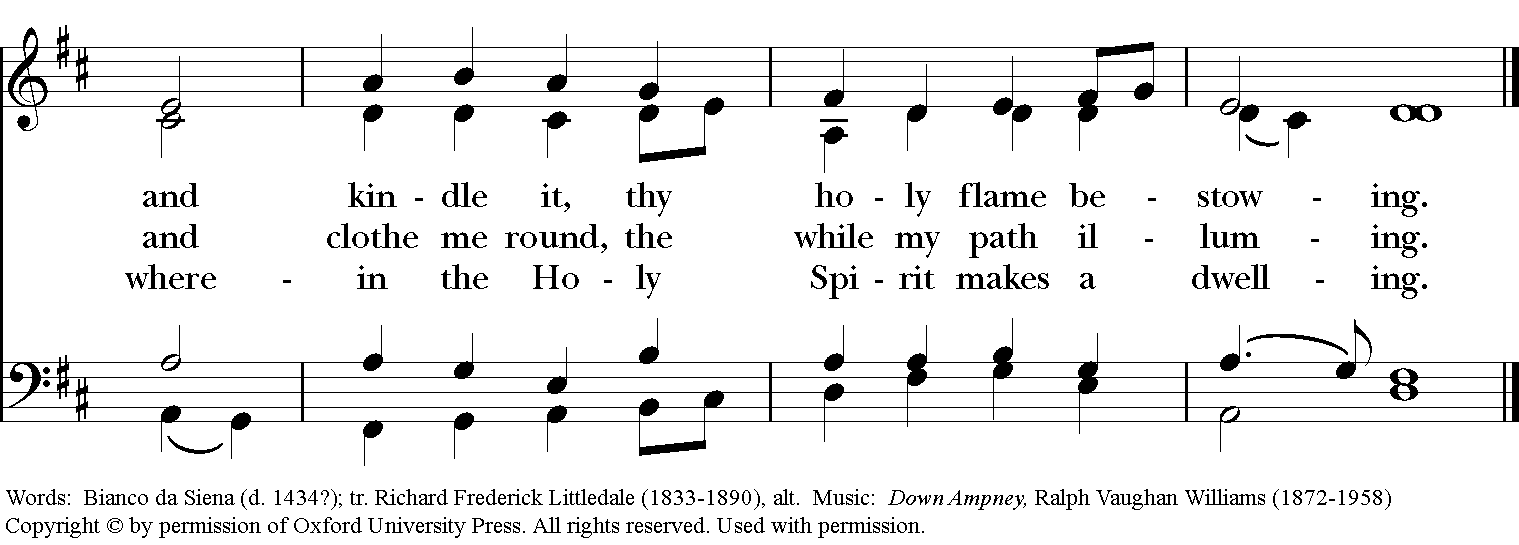 and kin - dle it, thy ho - ly flame be - stow - ing.
and clothe me round, the while my path il - lum - ing.
where - in the Ho - ly Spi - rit makes a dwell - ing.
Words: Bianco da Siena (d. 1434?); tr. Richard Frederick Littledale (1833-1890), alt. Music: Down Ampney, Ralph Vaughan Williams (1872-1958)
Copyright © by permission of Oxford University Press. All rights reserved. Used with permission.